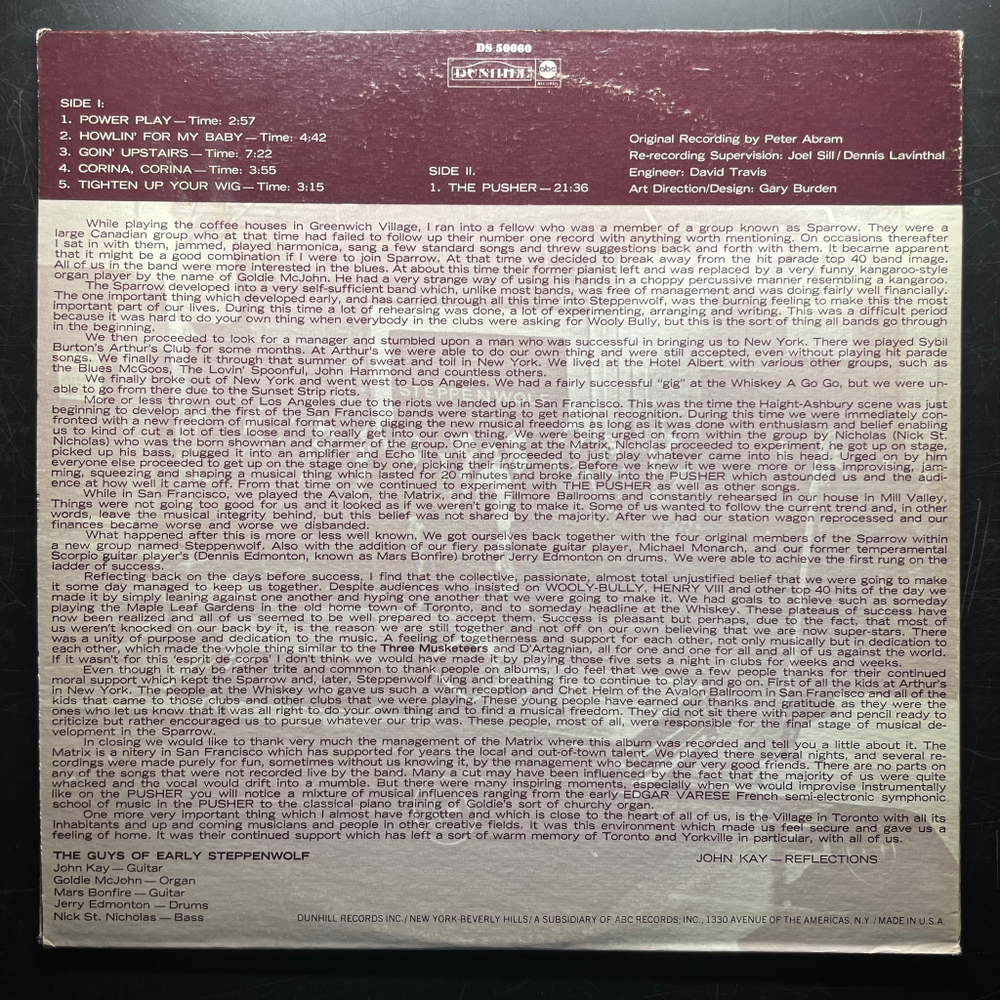 DS 50060
DUNHILL abc RECORDS
SIDE I:
1. POWER PLAY — Time: 2:57
2. HOWLIN' FOR MY BABY — Time: 4:42
3. GOIN' UPSTAIRS — Time: 7:22
4. CORINA, CORINA — Time: 3:55
5. TIGHTEN UP YOUR WIG — Time: 3:15
SIDE II.
1. THE PUSHER — 21:36
Original Recording by Peter Abram
Re-recording Supervision: Joel Sill / Dennis Lavinthal
Engineer: David Travis
Art Direction/Design: Gary Burden
While playing the coffee houses in Greenwich Village, I ran into a fellow who was a member of a group known as Sparrow. They were a
large Canadian group who at that time had failed to follow up their number one record with anything worth mentioning. On occasions thereafter
I sat in with them, jammed, played harmonica, sang a few standard songs and threw suggestions back and forth with them. It became apparent
that it might be a good combination if I were to join Sparrow. At that time we decided to break away from the hit parade top 40 band image.
All of us in the band were more interested in the blues. At about this time their former pianist left and was replaced by a very funny kangaroo-style
organ player by the name of Goldie McJohn. He had a very strange way of using his hands in a choppy percussive manner resembling a kangaroo.
The Sparrow developed into a very self-sufficient band which, unlike most bands, was free of management and was doing fairly well financially.
The one important thing which developed early, and has carried through all this time into Steppenwolf, was the burning feeling to make this the most
important part of our lives. During this time a lot of rehearsing was done, a lot of experimenting, arranging and writing. This was a difficult period
because it was hard to do your own thing when everybody in the clubs were asking for Wooly Bully, but this is the sort of thing all bands go through
in the beginning.
We then proceeded to look for a manager and stumbled upon a man who was successful in bringing us to New York. There we played Sybil
Burton's Arthur's Club for some months. At Arthur's we were able to do our own thing and were still accepted, even without playing hit parade
songs. We finally made it through that summer of sweat and toil in New York. We lived at the Hotel Albert with various other groups, such as
the Blues McGoos, The Lovin' Spoonful, John Hammond and countless others.
We finally broke out of New York and went west to Los Angeles. We had a fairly successful "gig" at the Whiskey A Go Go, but we were un-
able to go from there due to the Sunset Strip riots.
More or less thrown out of Los Angeles due to the riots we ended up in San Francisco. This was the time the Haight-Ashbury scene was just
beginning to develop and the first of the San Francisco bands were starting to get national recognition. During this time we were immediately con-
fronted with a new freedom of musical form where digging the new musical freedom as long as it was done with enthusiasm and belief enabling
us to kind of cut a lot of ties loose and to really get into our own thing. We were being urged on from within the group by Nicholas (Nick St.
Nicholas) who was the born showman and charmer of the group. One evening at the Matrix, Nicholas proceeded to experiment, he got up on stage,
picked up his bass, plugged it into an amplifier and Echo lite unit and proceeded to just play whatever came into his head. Urged on by him
everyone else proceeded to get up on the stage one by one picking their moments. Before we knew it we were more or less improvising, jam-
ming, squeezing and shaping a musical thing which lasted for 20 minutes and broke finally into the PUSHER which astounded us and the audi-
ence at how well it came off. From that time on we continued to experiment with THE PUSHER as well as other songs.
While in San Francisco, we played the Avalon, the Matrix, and the Fillmore Ballrooms and constantly rehearsed in our house in Mill Valley.
Things were not going too good for us and it looked as if we weren't going to make it. Some of us wanted to follow the current trend and, in other
words, leave the musical integrity behind, but this belief was not shared by the majority. After we had our station wagon reprocessed and our
finances became worse and worse we disbanded.
What happened after this is more or less well known. We got ourselves back together with the four original members of the Sparrow within
a new group named Steppenwolf. Also with the addition of our fiery passionate guitar player, Michael Monarch, and our former temperamental
Scorpio guitar player's (Dennis Edmonton, known as Mars Bonfire) brother Jerry Edmonton on drums. We were able to achieve the first rung on the
ladder of success.
Reflecting back on the days before success, I find that the collective, passionate, almost total unjustified belief that we were going to make
it some day managed to keep us together. Despite audiences who insisted on WOOLY-BULLY, HENRY VIII and other top 40 hits of the day we
made it by simply leaning against one another and hyping one another that we were going to make it. We had goals to achieve such as someday
playing the Maple Leaf Gardens in the old home town of Toronto, and to someday headline at the Whiskey. These plateaus of success have
now been realized and all of us seemed to be well prepared to accept them. Success is pleasant but perhaps, due to the fact, that most of
us weren't knocked on our back by it, is the reason we are still together and not off on our own believing that we are now super-stars. There
was a unity of purpose and dedication to the music. A feeling of togetherness and support for each other, not only musically but in dedication to
each other, which made the whole thing similar to the Three Musketeers and D'Artagnian, all for one and one for all and all of us against the world.
If it wasn't for this 'esprit de corps' I don't think we would have made it by playing those five sets a night in clubs for weeks and weeks.
Even though it may be rather trite and common to thank people on albums, I do feel that we owe a few people thanks for their continued
moral support which kept the Sparrow and, later, Steppenwolf living and breathing fire to continue to play and go on. First of all the kids at Arthur's
in New York. The people at the Whiskey who gave us such a warm reception and Chet Helm of the Avalon Ballroom in San Francisco and all of the
kids that came to those clubs and other clubs that we were playing. These young people have earned our thanks and gratitude as they were the
ones who let us know that it was all right to do your own thing and to find a musical freedom. They did not sit there with paper and pencil ready to
criticize but rather encouraged us to pursue whatever our trip was. These people, most of all, were responsible for the final stage of musical de-
velopment in the Sparrow.
In closing we would like to thank very much the management of the Matrix where this album was recorded and tell you a little about it. The
Matrix is a nitery in San Francisco which has supported for years the local and out-of-town talent. We played there several nights, and several re-
cordings were made purely for fun, sometimes without us knowing it, by the management who became our very good friends. There are no parts on
any of the songs that were not recorded live by the band. Many a cut may have been influenced by the fact that the majority of us were quite
whacked and the vocal would drift into a mumble. But there were many inspiring moments, especially when we would improvise instrumentally
like on the PUSHER you will notice a mixture of musical influences ranging from the early EDGAR VARESE French semi-electronic symphonic
school of music in the PUSHER to the classical piano training of Goldie's sort of churchy organ.
One more very important thing which I almost have forgotten and which is close to the heart of all of us, is the Village in Toronto with all its
Inhabitants and up and coming musicians and people in other creative fields. It was this environment which made us feel secure and gave us a
feeling of home. It was their continued support which has left a sort of warm memory of Toronto and Yorkville in particular, with all of us.
THE GUYS OF EARLY STEPPENWOLF
John Kay — Guitar
Goldie McJohn — Organ
Mars Bonfire — Guitar
Jerry Edmonton — Drums
Nick St. Nicholas — Bass
JOHN KAY — REFLECTIONS
DUNHILL RECORDS INC./ NEW YORK-BEVERLY HILLS/ A SUBSIDIARY OF ABC RECORDS, INC., 1330 AVENUE OF THE AMERICAS, N.Y. / MADE IN U.S.A.